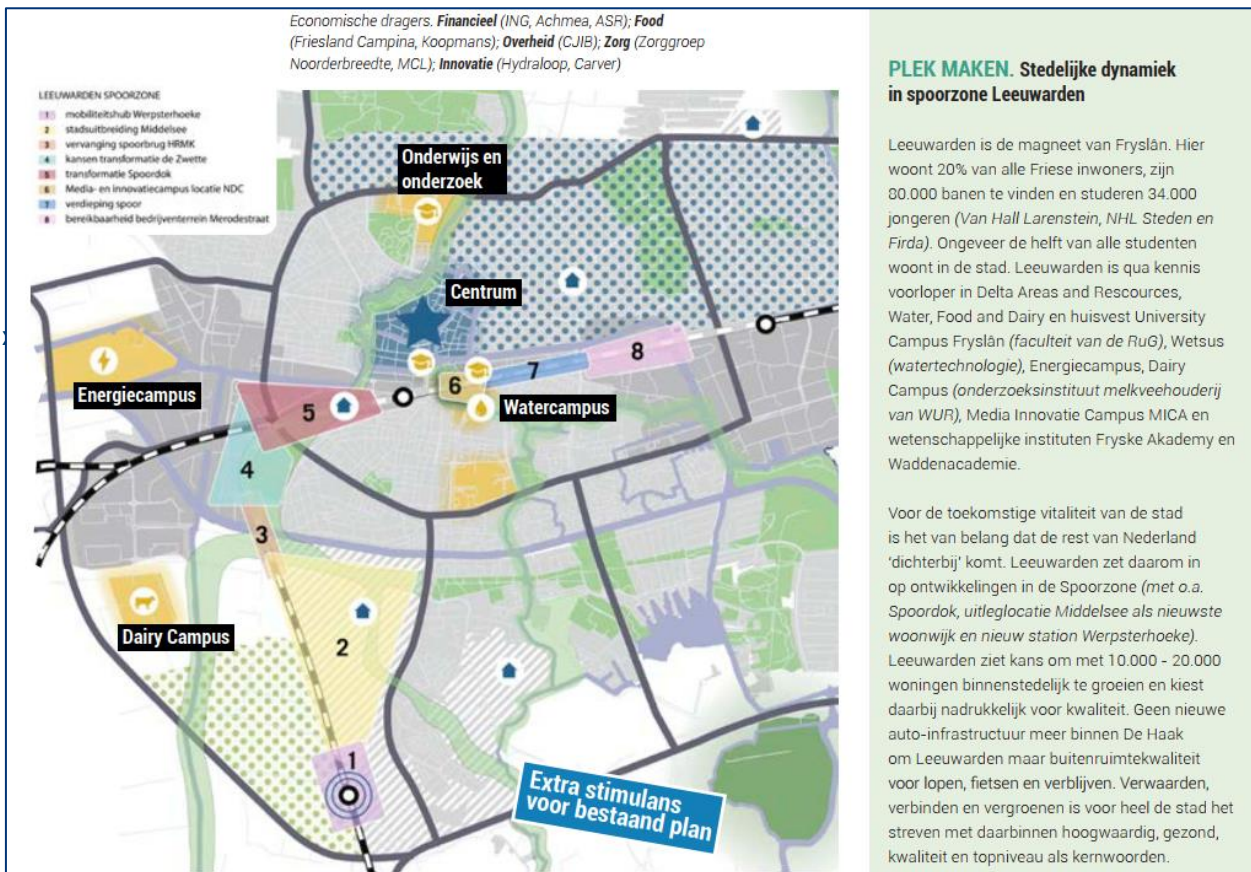 Economische dragers. Financieel (ING, Achmea, ASR); Food
(Friesland Campina, Koopmans); Overheid (CJIB); Zorg (Zorggroep
Noorderbreedte, MCL); Innovatie (Hydraloop, Carver)
LEEUWARDEN SPOORZONE
1 mobiliteitshub Werpsterhoeke
2 stadsuitbreiding Middelsee
3 vervanging spoorbrug HRMK
4 kansen transformatie de Zwette
5 transformatie Spoordok
6 Media- en innovatiecampus locatie NDC
7 verdieping spoor
8 bereikbaarheid bedrijventerrein Merodestraat
Onderwijs en
onderzoek
Centrum
Energiecampus
5
6
7
8
Watercampus
4
3
Dairy Campus
2
1
Extra stimulans
voor bestaand plan
PLEK MAKEN. Stedelijke dynamiek
in spoorzone Leeuwarden
Leeuwarden is de magneet van Fryslân. Hier
woont 20% van alle Friese inwoners, zijn
80.000 banen te vinden en studeren 34.000
jongeren (Van Hall Larenstein, NHL Steden en
Firda). Ongeveer de helft van alle studenten
woont in de stad. Leeuwarden is qua kennis
voorloper in Delta Areas and Rescources,
Water, Food and Dairy en huisvest University
Campus Fryslân (faculteit van de RuG), Wetsus
(watertechnologie), Energiecampus, Dairy
Campus (onderzoeksinstituut melkveehouderij
van WUR), Media Innovatie Campus MICA en
wetenschappelijke instituten Fryske Akademy en
Waddenacademie.
Voor de toekomstige vitaliteit van de stad
is het van belang dat de rest van Nederland
'dichterbij' komt. Leeuwarden zet daarom in
op ontwikkelingen in de Spoorzone (met o.a.
Spoordok, uitleglocatie Middelsee als nieuwste
woonwijk en nieuw station Werpsterhoeke).
Leeuwarden ziet kans om met 10.000 - 20.000
woningen binnenstedelijk te groeien en kiest
daarbij nadrukkelijk voor kwaliteit. Geen nieuwe
auto-infrastructuur meer binnen De Haak
om Leeuwarden maar buitenruimtekwaliteit
voor lopen, fietsen en verblijven. Verwaarden,
verbinden en vergroenen is voor heel de stad het
streven met daarbinnen hoogwaardig, gezond,
kwaliteit en topniveau als kernwoorden.